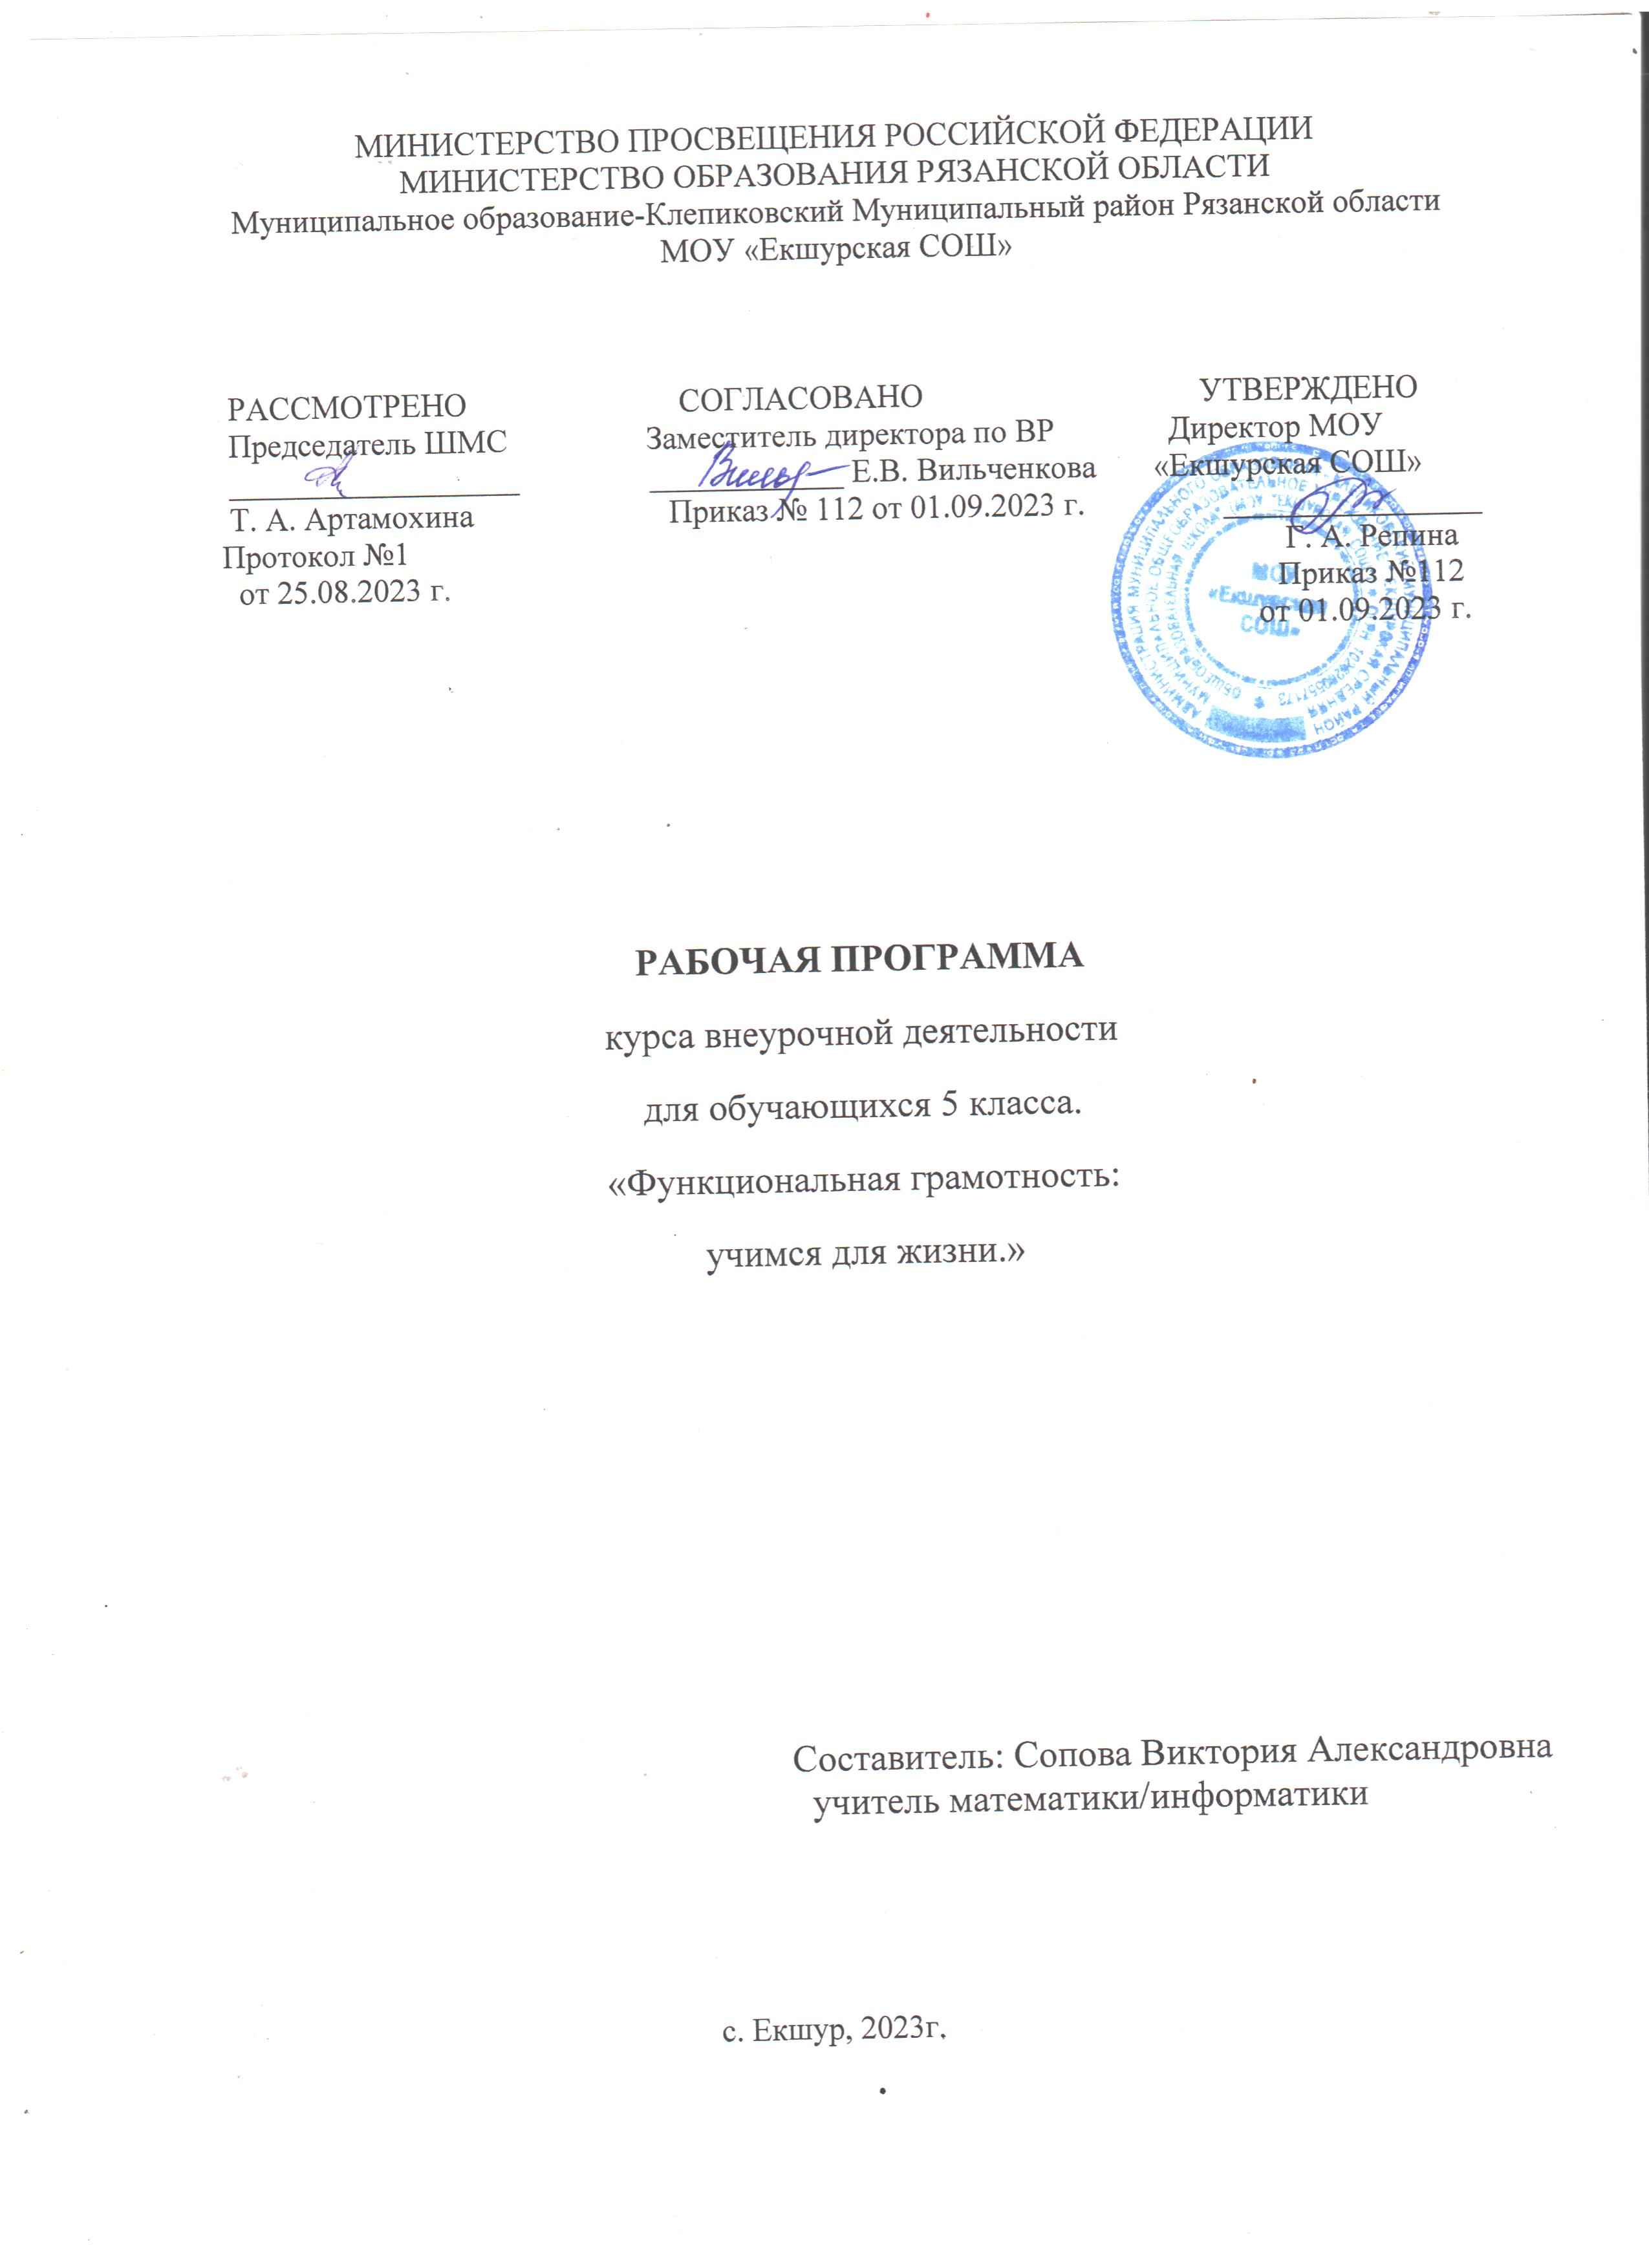 МИНИСТЕРСТВО ПРОСВЕЩЕНИЯ РОССИЙСКОЙ ФЕДЕРАЦИИ
МИНИСТЕРСТВО ОБРАЗОВАНИЯ РЯЗАНСКОЙ ОБЛАСТИ
Муниципальное образование-Клепиковский Муниципальный район Рязанской области
МОУ «Екшурская СОШ»
РАССМОТРЕНО
Председатель ШМС
Т. А. Артамохина
Протокол №1
от 25.08.2023 г.
СОГЛАСОВАНО
Заместитель директора по ВР
Е.В. Вильченкова
Приказ № 112 от 01.09.2023 г.
УТВЕРЖДЕНО
Директор МОУ
«Екшурская СОШ»
Г. А. Репина
Приказ №112
от 01.09.2023 г.
МОУ
«Екшурская
СОШ»
РАБОЧАЯ ПРОГРАММА
курса внеурочной деятельности
для обучающихся 5 класса.
«Функциональная грамотность:
учимся для жизни.»
Составитель: Сопова Виктория Александровна
учитель математики/информатики
с. Екшур, 2023г.